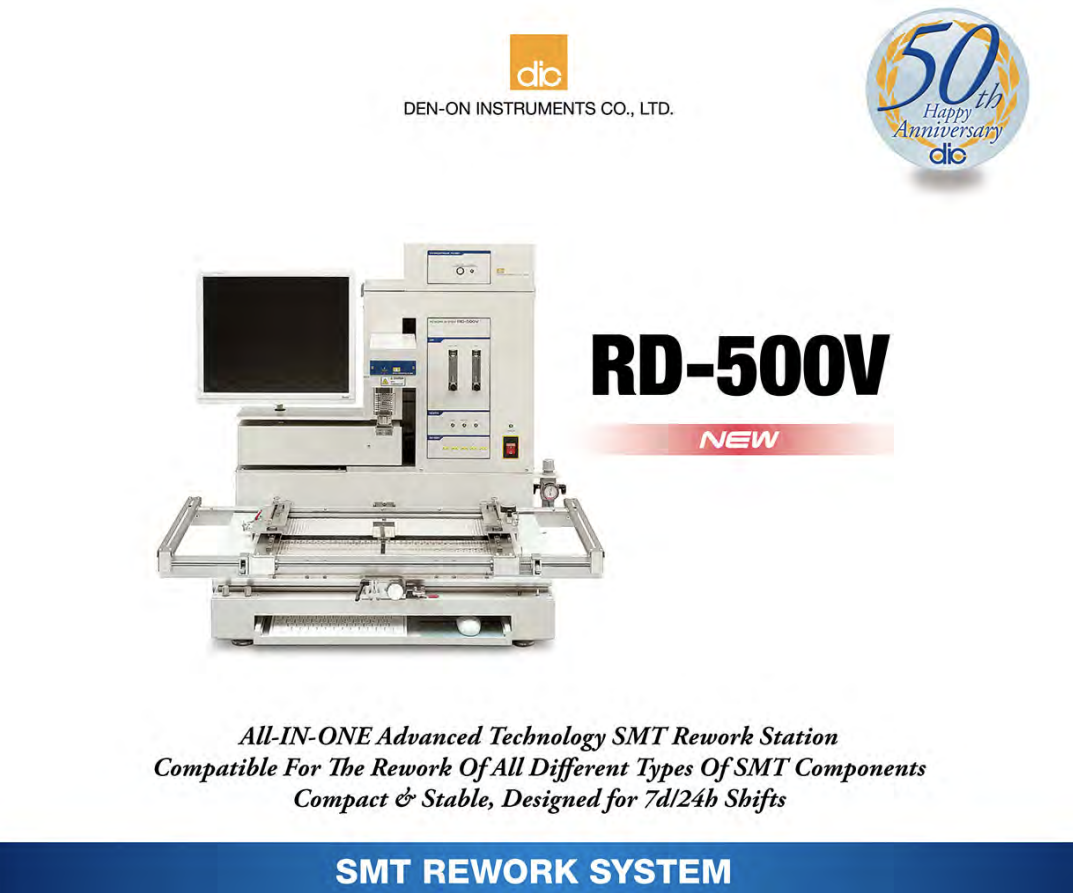 dic
DEN-ON INSTRUMENTS CO., LTD.
50th
Happy
Anniversary
dic
RD-500V
NEW
All-IN-ONE Advanced Technology SMT Rework Station
Compatible For The Rework Of All Different Types Of SMT Components
Compact & Stable, Designed for 7d/24h Shifts
SMT REWORK SYSTEM